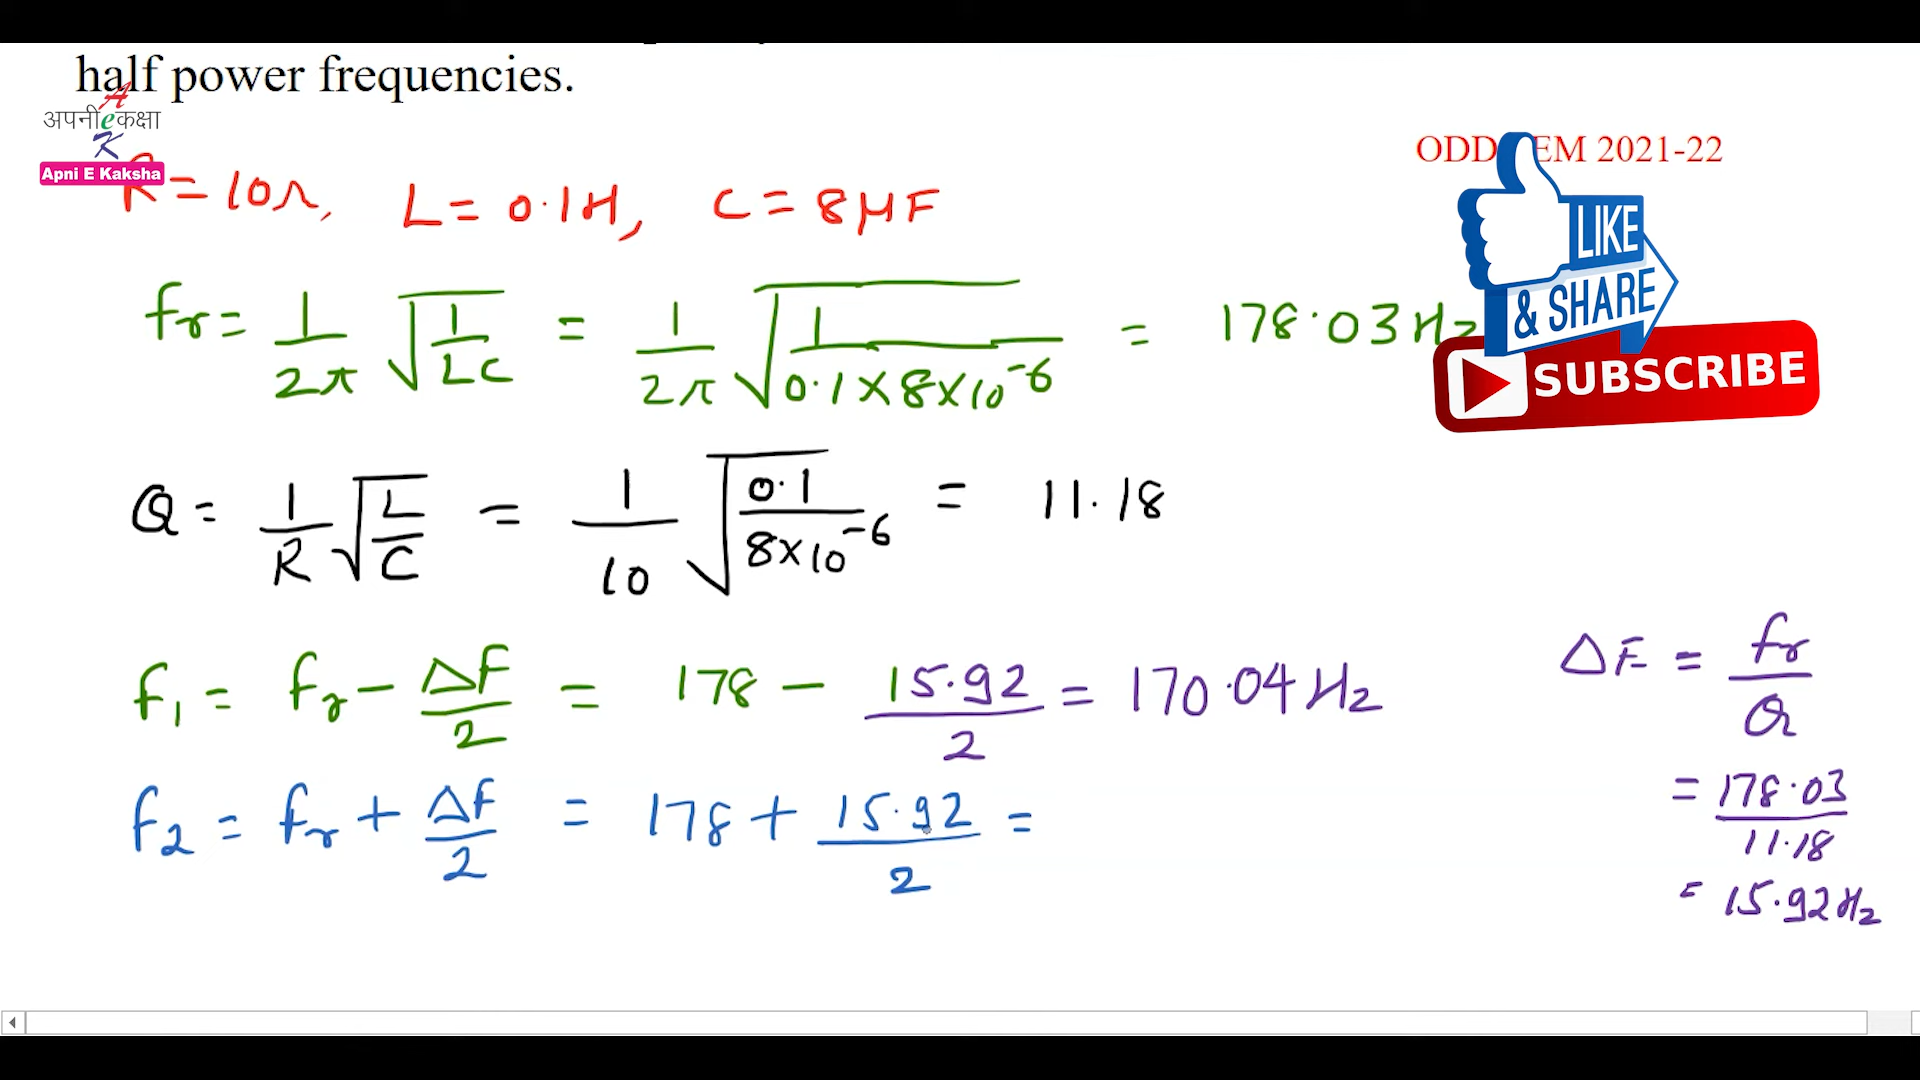 half power frequencies.
अपनी e कक्षा
A
K
Apni E Kaksha
ODD EM 2021-22
R = 10Ω, L = 0.1H, C = 8μF
LIKE
& SHARE
SUBSCRIBE
fr = 1/2π √(1/LC) = 1/2π √(1/(0.1×8×10⁻⁶)) = 178.03 Hz
Q = 1/R √(L/C) = 1/10 √(0.1/(8×10⁻⁶)) = 11.18
f₁ = fr − ΔF/2 = 178 − 15.92/2 = 170.04 Hz
f₂ = fr + ΔF/2 = 178 + 15.92/2 =
ΔF = fr/Q
= 178.03/11.18
= 15.92 Hz